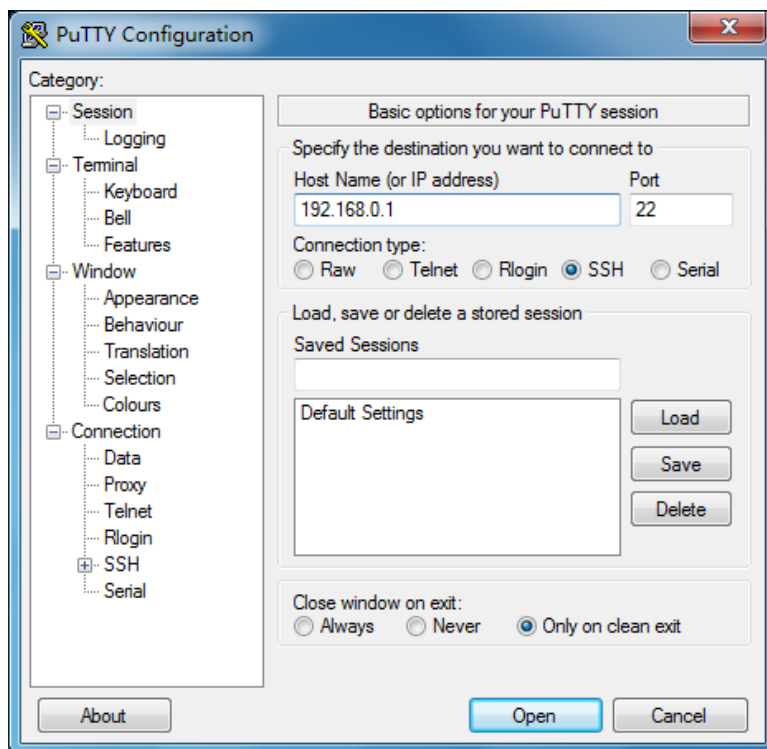 PuTTY Configuration
Category:
Session
Logging
Terminal
Keyboard
Bell
Features
Window
Appearance
Behaviour
Translation
Selection
Colours
Connection
Data
Proxy
Telnet
Rlogin
SSH
Serial
Basic options for your PuTTY session
Specify the destination you want to connect to
Host Name (or IP address) Port
192.168.0.1 22
Connection type:
Raw Telnet Rlogin SSH Serial
Load, save or delete a stored session
Saved Sessions
Default Settings
Load
Save
Delete
Close window on exit:
Always Never Only on clean exit
About Open Cancel